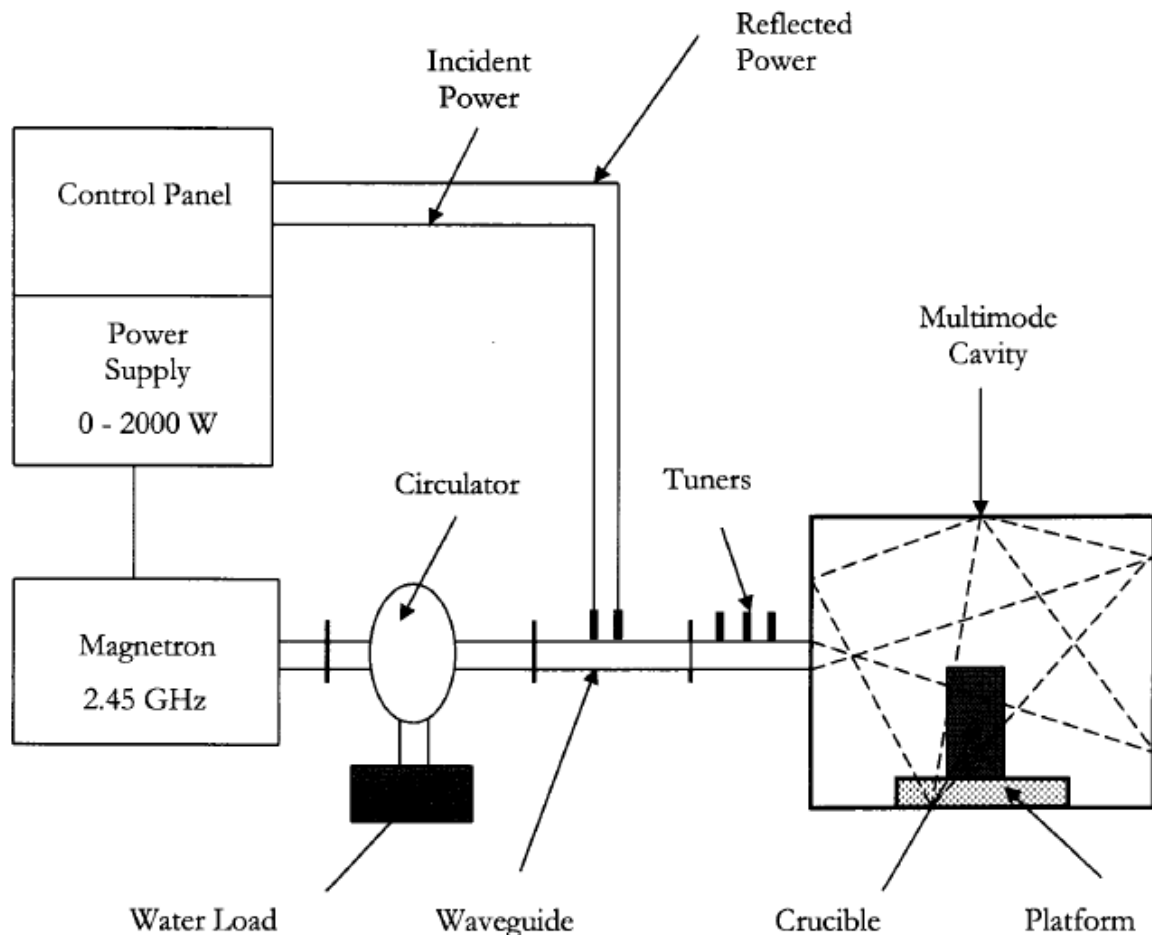 Reflected
Power
Incident
Power
Control Panel
Power
Supply
0 - 2000 W
Multimode
Cavity
Circulator
Tuners
Magnetron
2.45 GHz
Water Load
Waveguide
Crucible
Platform